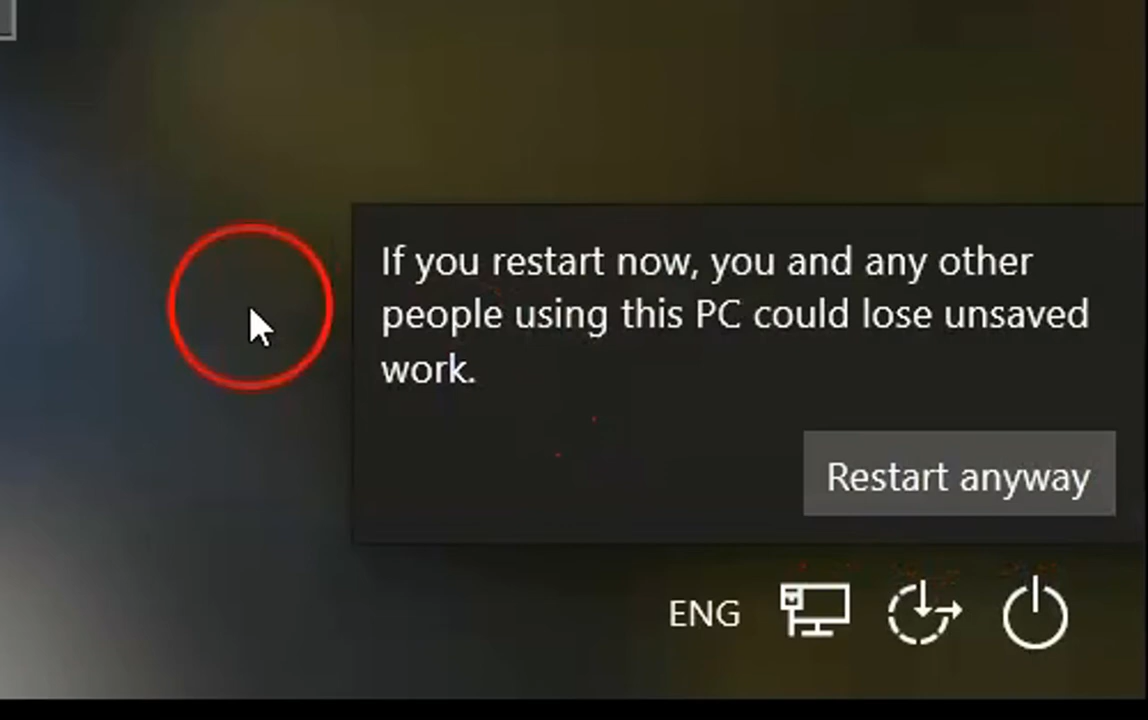 If you restart now, you and any other
people using this PC could lose unsaved
work.
Restart anyway
ENG